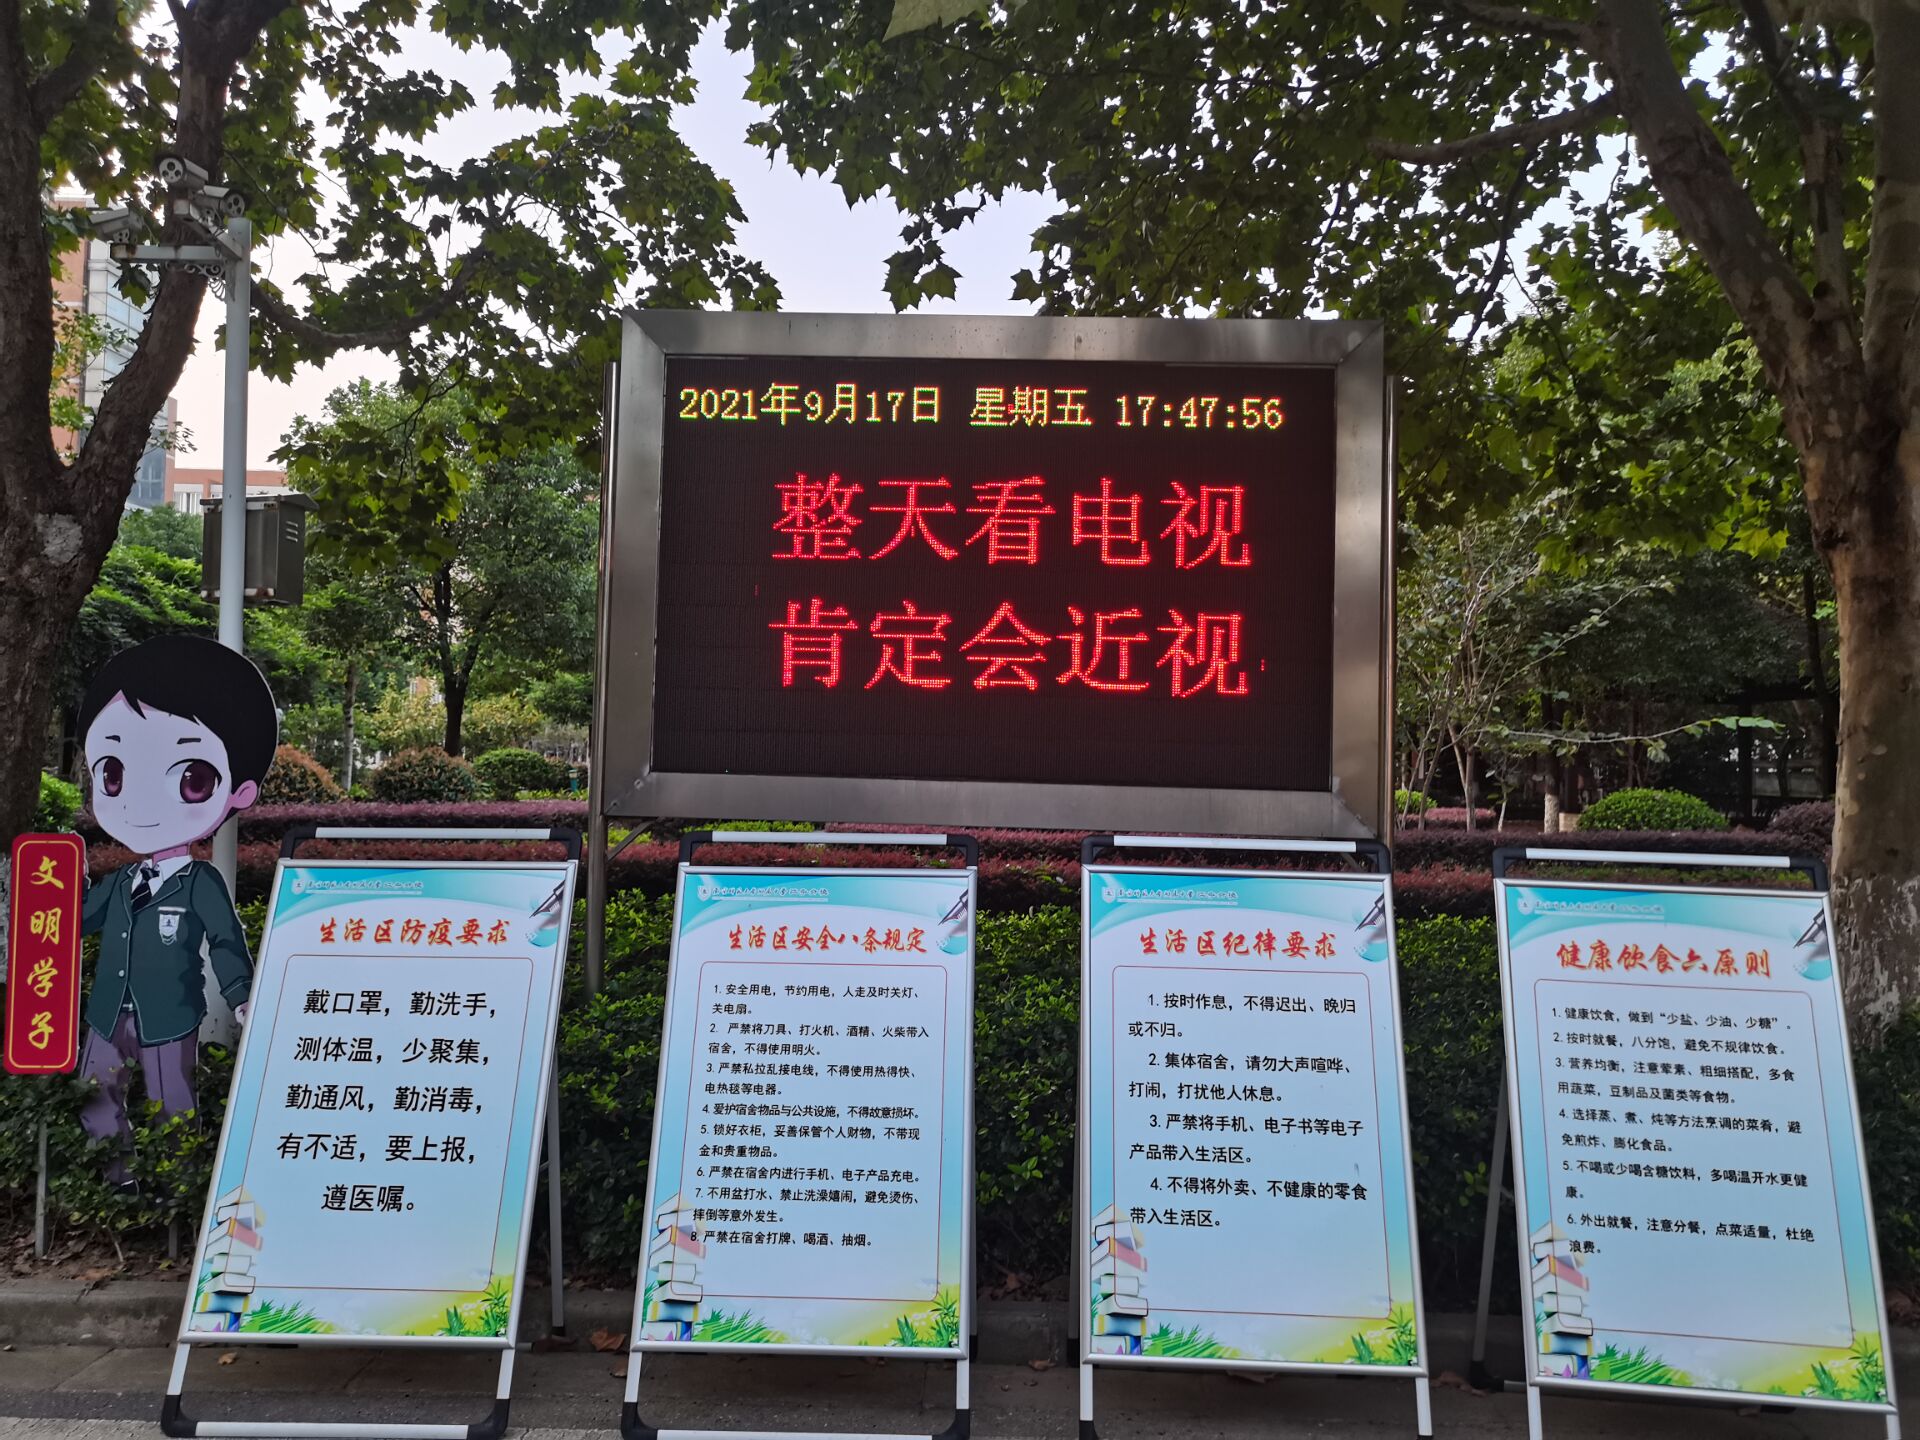 2021年9月17日 星期五 17:47:56
整天看电视
肯定会近视
文明学子
生活区防疫要求
戴口罩，勤洗手，
测体温，少聚集，
勤通风，勤消毒，
有不适，要上报，
遵医嘱。
生活区安全八条规定
1. 安全用电，节约用电，人走及时关灯、
关电扇。
2. 严禁将刀具、打火机、酒精、火柴带入
宿舍，不得使用明火。
3. 严禁私拉乱接电线，不得使用热得快、
电热毯等电器。
4. 爱护宿舍物品与公共设施，不得故意损坏。
5. 锁好衣柜，妥善保管个人财物，不带现
金和贵重物品。
6. 严禁在宿舍内进行手机、电子产品充电。
7. 不用盆打水、禁止洗澡嬉闹，避免烫伤、
摔倒等意外发生。
8. 严禁在宿舍打牌、喝酒、抽烟。
生活区纪律要求
1. 按时作息，不得迟出、晚归
或不归。
2. 集体宿舍，请勿大声喧哗、
打闹，打扰他人休息。
3. 严禁将手机、电子书等电子
产品带入生活区。
4. 不得将外卖、不健康的零食
带入生活区。
健康饮食六原则
1. 健康饮食，做到“少盐、少油、少糖”。
2. 按时就餐，八分饱，避免不规律饮食。
3. 营养均衡，注意荤素、粗细搭配，多食
用蔬菜，豆制品及菌类等食物。
4. 选择蒸、煮、炖等方法烹调的菜肴，避
免煎炸、膨化食品。
5. 不喝或少喝含糖饮料，多喝温开水更健
康。
6. 外出就餐，注意分餐，点菜适量，杜绝
浪费。